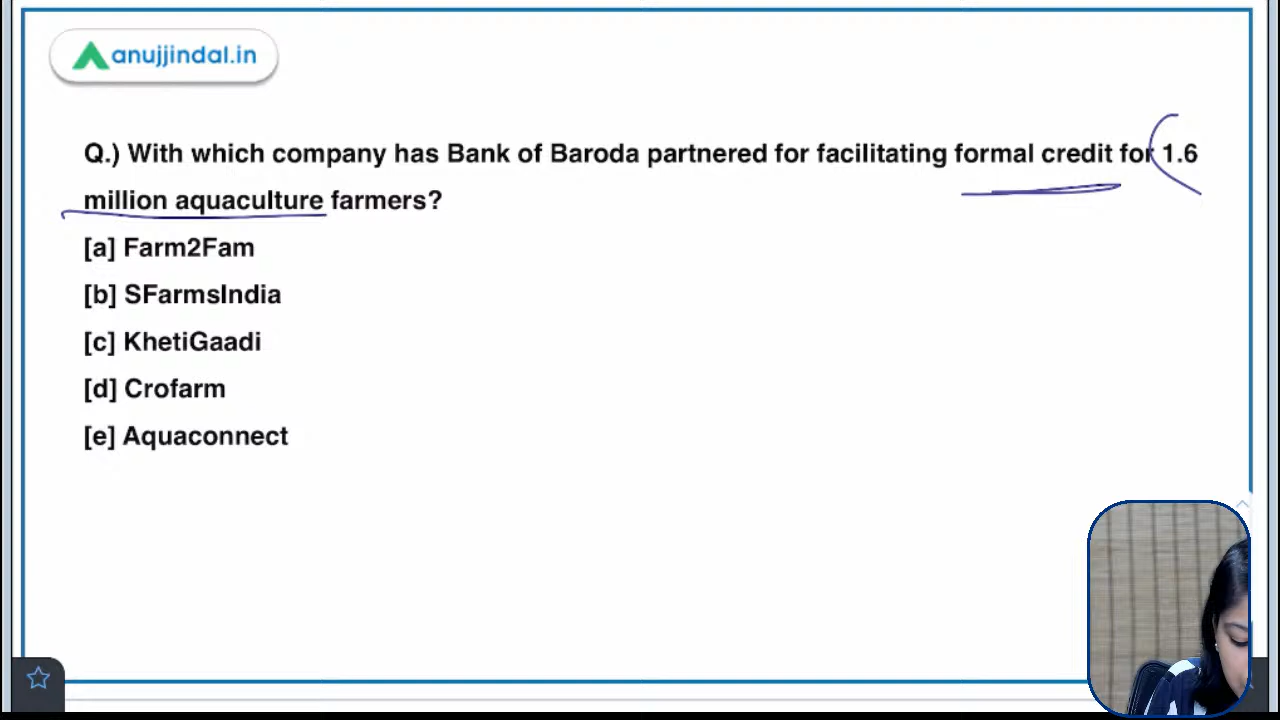 anujjindal.in
Q.) With which company has Bank of Baroda partnered for facilitating formal credit for 1.6
million aquaculture farmers?
[a] Farm2Fam
[b] SFarmsIndia
[c] KhetiGaadi
[d] Crofarm
[e] Aquaconnect